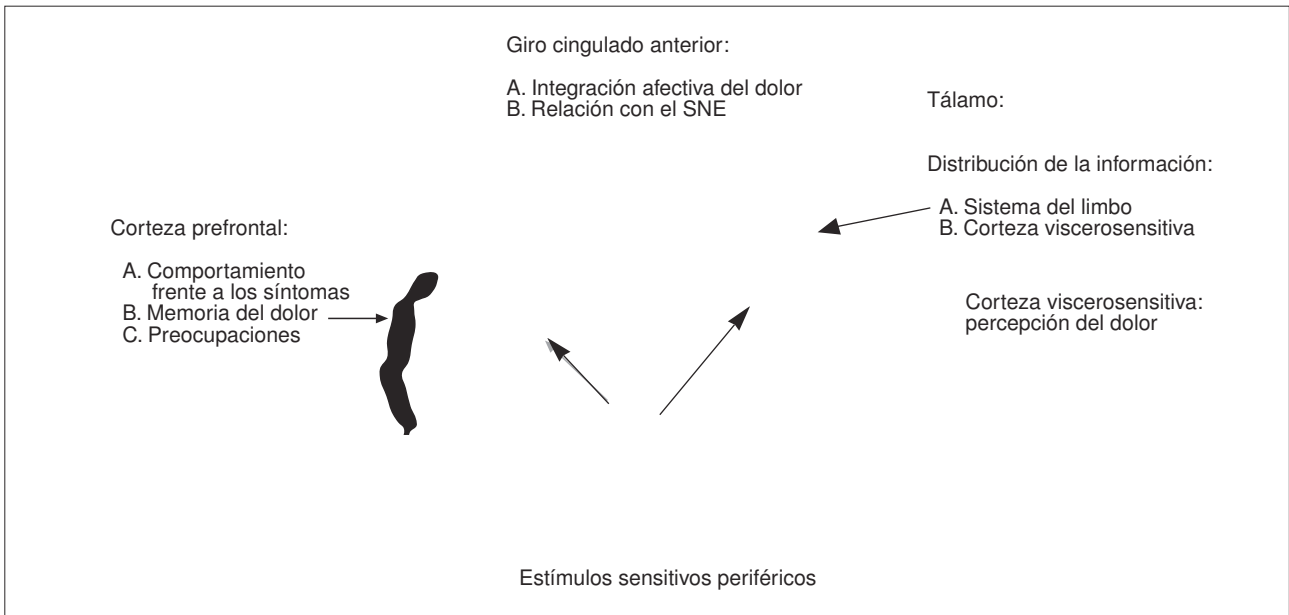 Giro cingulado anterior:
A. Integración afectiva del dolor
B. Relación con el SNE
Tálamo:
Distribución de la información:
A. Sistema del limbo
B. Corteza viscerosensitiva
Corteza prefrontal:
A. Comportamiento
frente a los síntomas
B. Memoria del dolor
C. Preocupaciones
Corteza viscerosensitiva:
percepción del dolor
Estímulos sensitivos periféricos